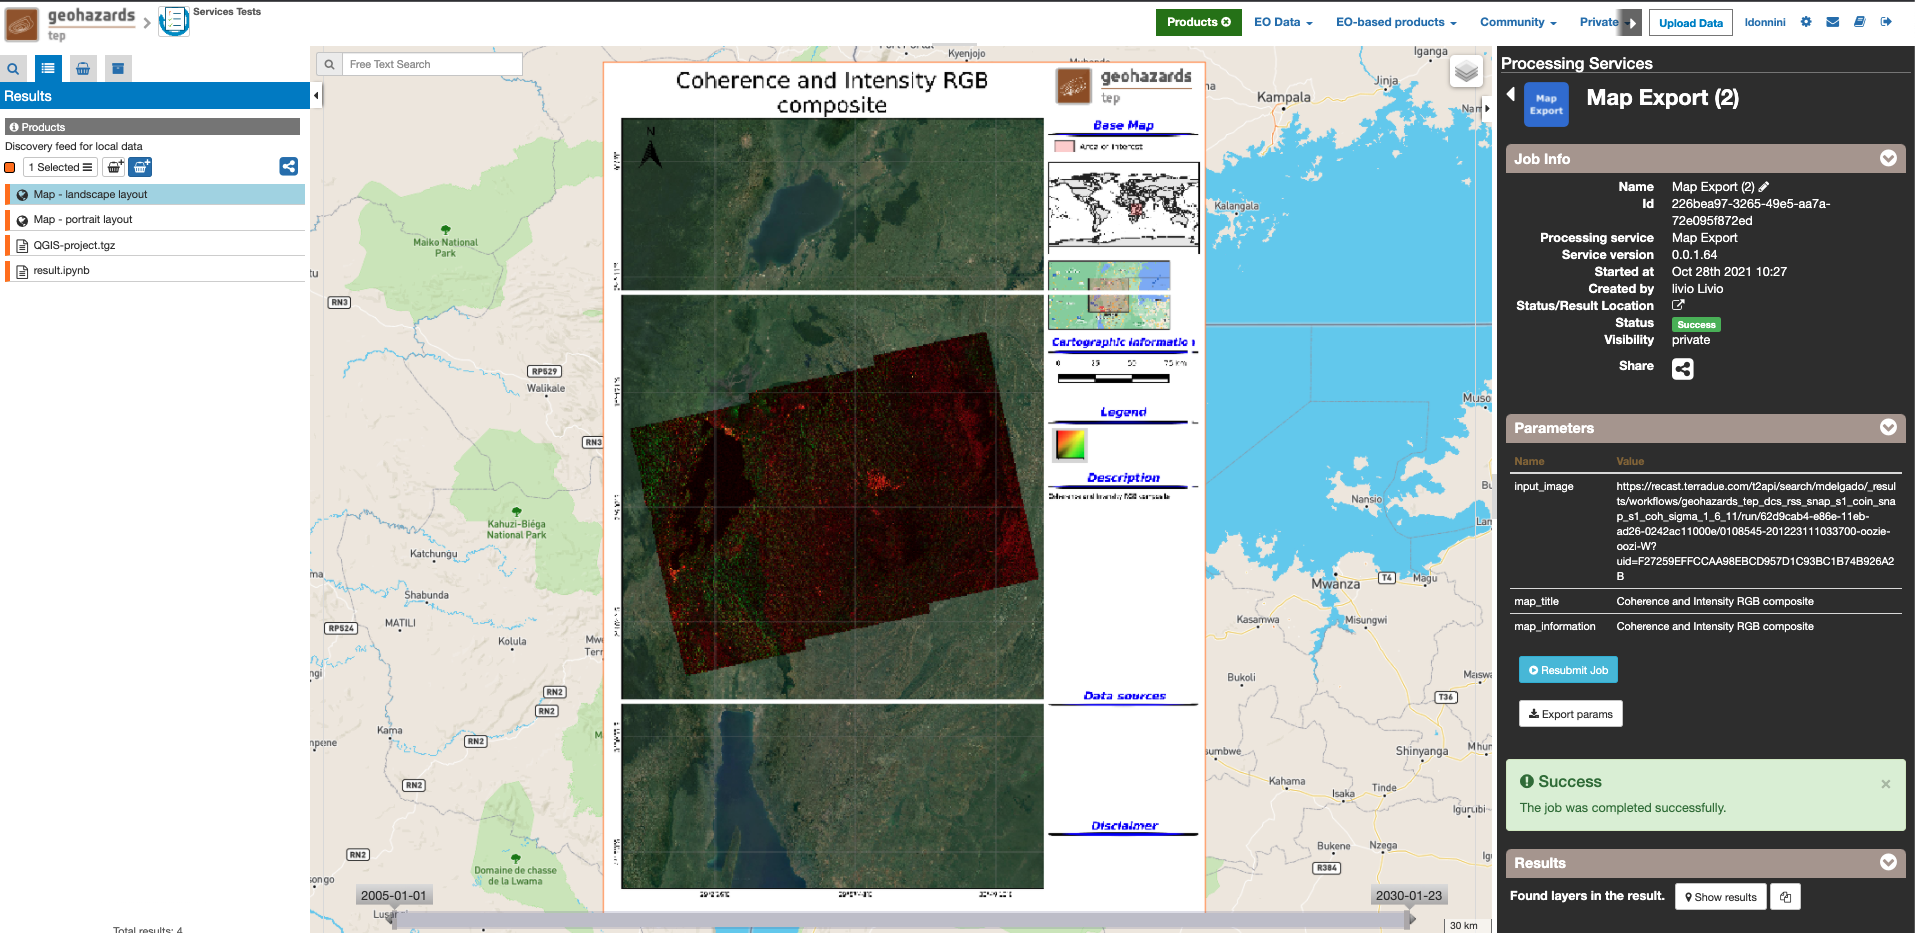 geohazards
tep
Services Tests
Products
EO Data
EO-based products
Community
Private
Upload Data
ldonnini
Results
Products
Discovery feed for local data
1 Selected
Map - landscape layout
Map - portrait layout
QGIS-project.tgz
result.ipynb
Total results: 4
Free Text Search
Kyenjojo
Iganga
Jinja
Kampala
Kalangala
Maiko National
Park
RN3
RP529
Walikale
RN3
Kahuzi-Biéga
National Park
Katchungu
Shabunda
MATILI
RP524
Kolula
RN2
RN2
Kama
RN2
RN2
RN2
Domaine de chasse
de la Lwama
Nansio
Mwanza
T4
Magu
Kasamwa
Misungwi
Bukoli
T36
Shinyanga
Kahama
Tinde
Isaka
Igurubi
Bukene
Nzega
R384
2005-01-01
2030-01-23
30 km
Coherence and Intensity RGB
composite
geohazards
tep
N
Base Map
Area of Interest
Cartographic information
0 25 50 75 km
Legend
Description
Coherence and Intensity RGB composite
Data sources
Disclaimer
Processing Services
Map Export
Map Export (2)
Job Info
Name Map Export (2)
Id 226bea97-3265-49e5-aa7a-
72e095f872ed
Processing service Map Export
Service version 0.0.1.64
Started at Oct 28th 2021 10:27
Created by livio Livio
Status/Result Location
Status Success
Visibility private
Share
Parameters
Name Value
input_image https://recast.terradue.com/t2api/search/mdelgado/_resul
ts/workflows/geohazards_tep_dcs_rss_snap_s1_coin_sna
p_s1_coh_sigma_1_6_11/run/62d9cab4-e86e-11eb-
ad26-0242ac11000e/0108545-201223111033700-oozie-
oozi-W?
uid=F27259EFFCCAA98EBCD957D1C93BC1B74B926A2
B
map_title Coherence and Intensity RGB composite
map_information Coherence and Intensity RGB composite
Resubmit Job
Export params
Success
The job was completed successfully.
Results
Found layers in the result.
Show results